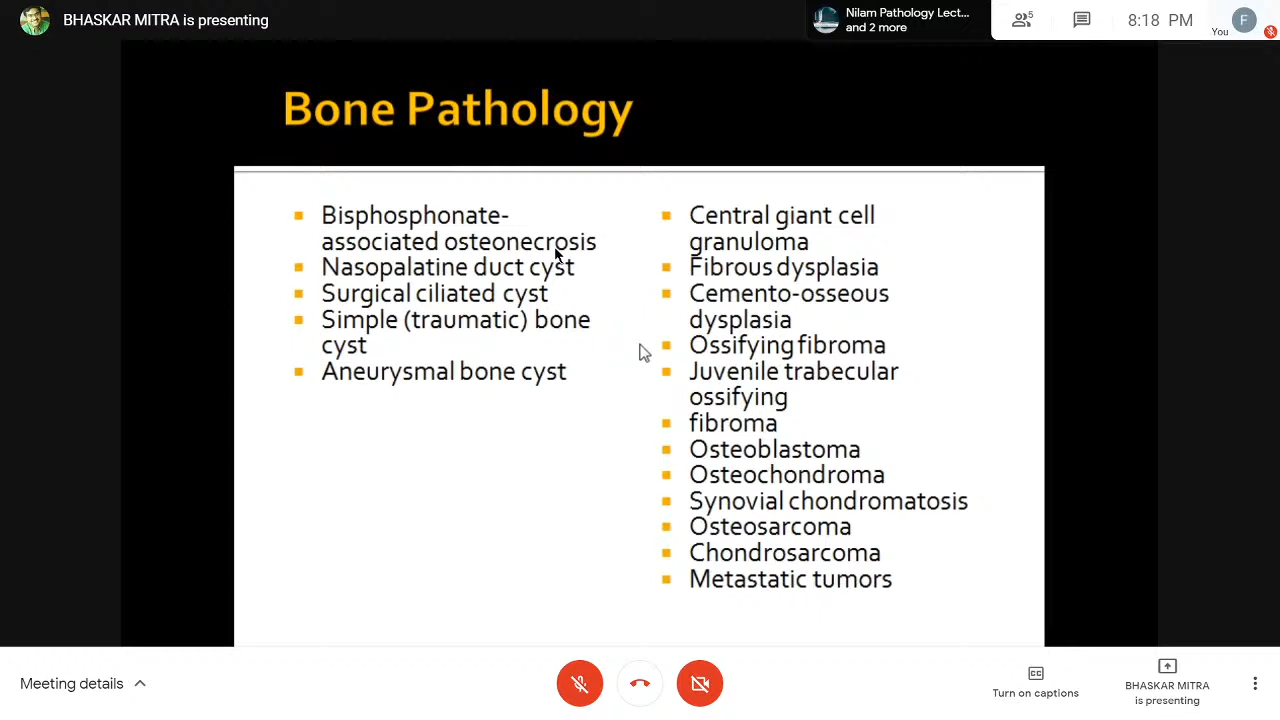 BHASKAR MITRA is presenting
Nilam Pathology Lect...
and 2 more
5
8:18 PM
You
F
Bone Pathology
Bisphosphonate-
associated osteonecrosis
Nasopalatine duct cyst
Surgical ciliated cyst
Simple (traumatic) bone
cyst
Aneurysmal bone cyst
Central giant cell
granuloma
Fibrous dysplasia
Cemento-osseous
dysplasia
Ossifying fibroma
Juvenile trabecular
ossifying
fibroma
Osteoblastoma
Osteochondroma
Synovial chondromatosis
Osteosarcoma
Chondrosarcoma
Metastatic tumors
Meeting details
CC
Turn on captions
BHASKAR MITRA
is presenting